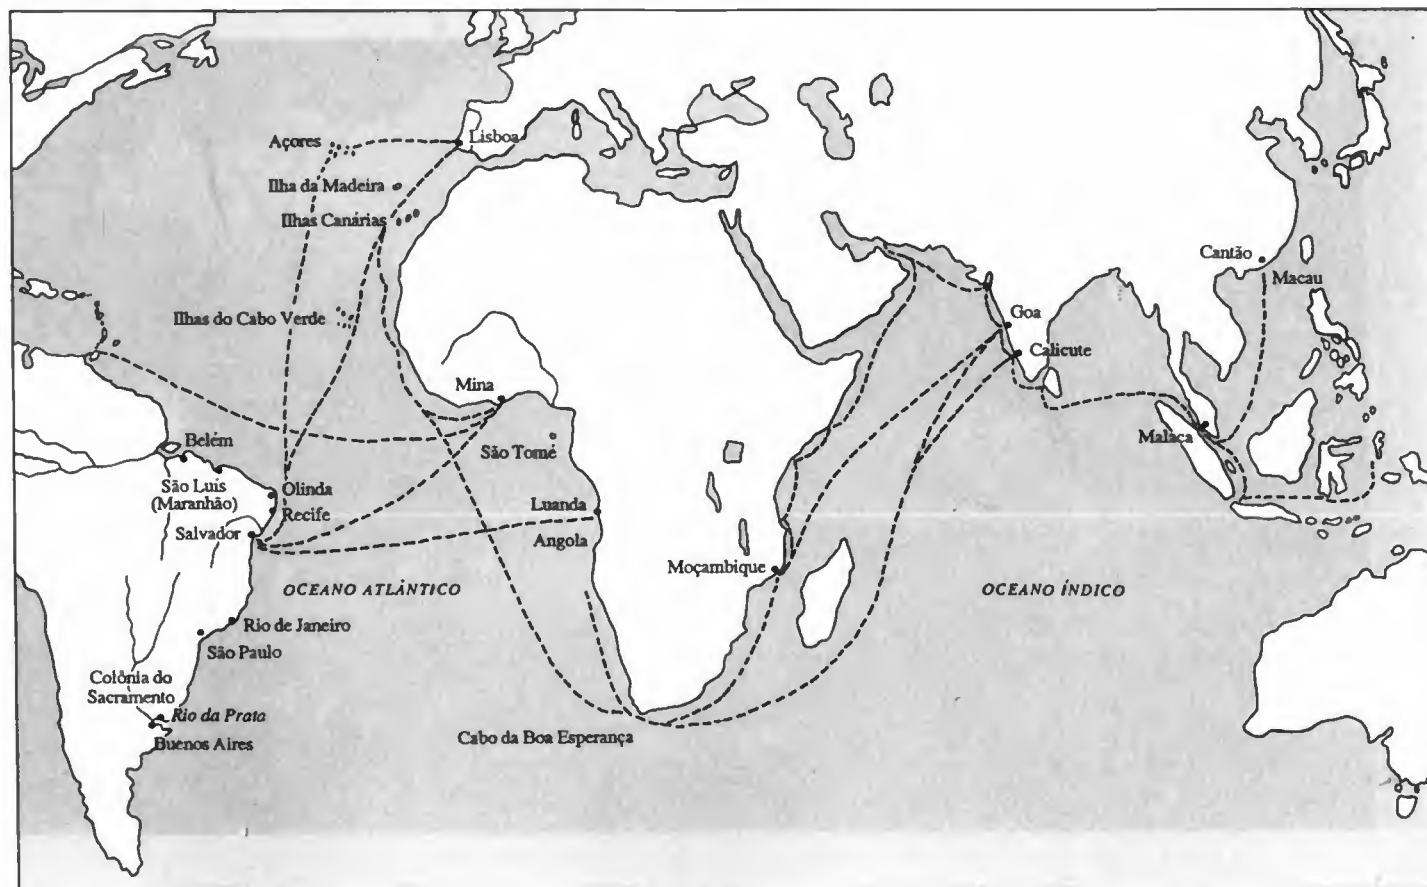 Açores
Lisboa
Ilha da Madeira
Ilhas Canárias
Cantão
Macau
Ilhas do Cabo Verde
Goa
Calicute
Mina
Malaca
Belém
São Tomé
São Luís
(Maranhão)
Olinda
Recife
Luanda
Salvador
Angola
Moçambique
OCEANO ATLÂNTICO
OCEANO ÍNDICO
Rio de Janeiro
São Paulo
Colônia do
Sacramento
Rio da Prata
Buenos Aires
Cabo da Boa Esperança